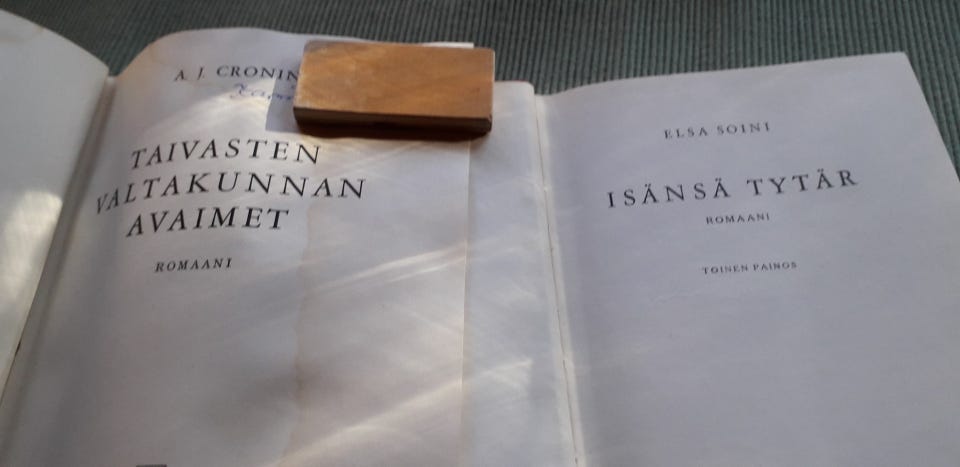 A. J. CRONIN
TAIVASTEN
VALTAKUNNAN
AVAIMET
ROMAANI
ELSA SOINI
ISÄNSÄ TYTÄR
ROMAANI
TOINEN PAINOS